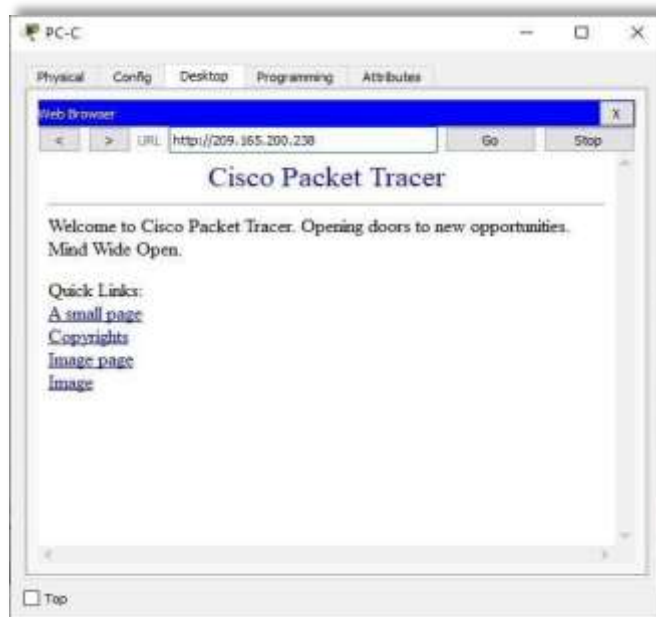 PC-C
Physical Config Desktop Programming Attributes
Web Browser X
< > URL http://209.165.200.238 Go Stop
Cisco Packet Tracer
Welcome to Cisco Packet Tracer. Opening doors to new opportunities.
Mind Wide Open.
Quick Links:
A small page
Copyrights
Image page
Image
Top